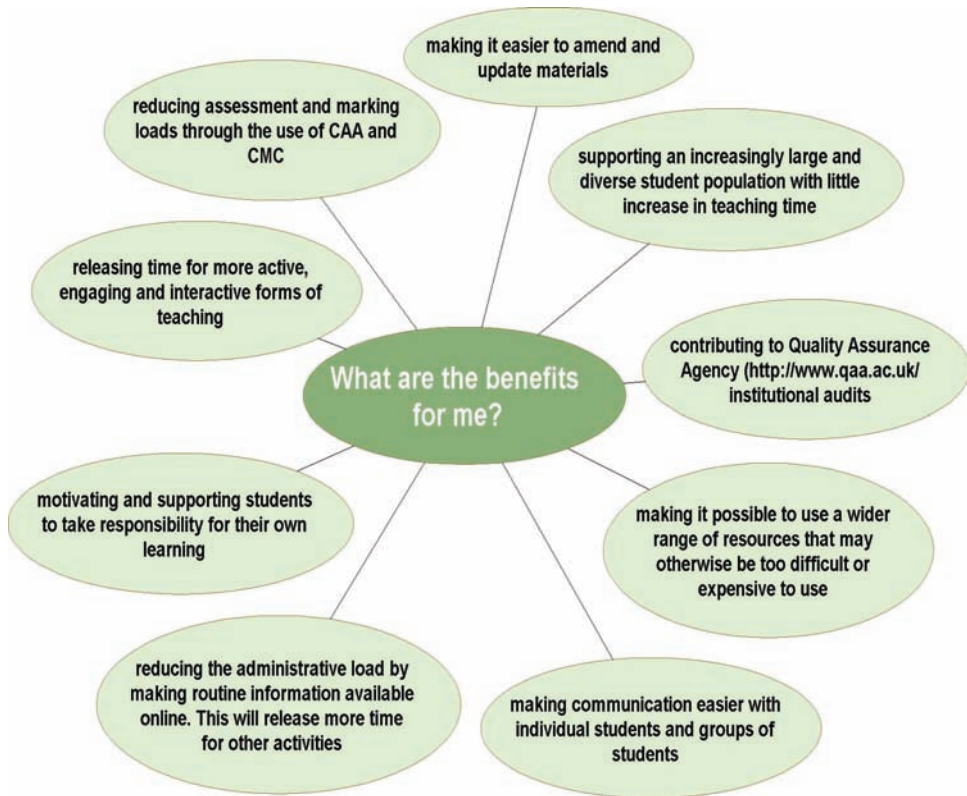 making it easier to amend and
update materials
reducing assessment and marking
loads through the use of CAA and
CMC
supporting an increasingly large and
diverse student population with little
increase in teaching time
releasing time for more active,
engaging and interactive forms of
teaching
contributing to Quality Assurance
Agency (http://www.qaa.ac.uk/
institutional audits
What are the benefits
for me?
motivating and supporting students
to take responsibility for their own
learning
making it possible to use a wider
range of resources that may
otherwise be too difficult or
expensive to use
reducing the administrative load by
making routine information available
online. This will release more time
for other activities
making communication easier with
individual students and groups of
students